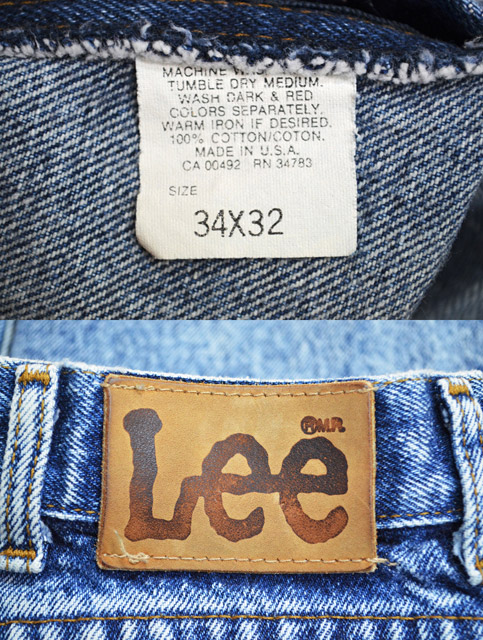 MACHINE
TUMBLE DRY MEDIUM.
WASH DARK & RED
COLORS SEPARATELY.
WARM IRON IF DESIRED.
100% COTTON/COTON.
MADE IN U.S.A.
CA 00492 RN 34783
SIZE
34X32
® M.R.
Lee